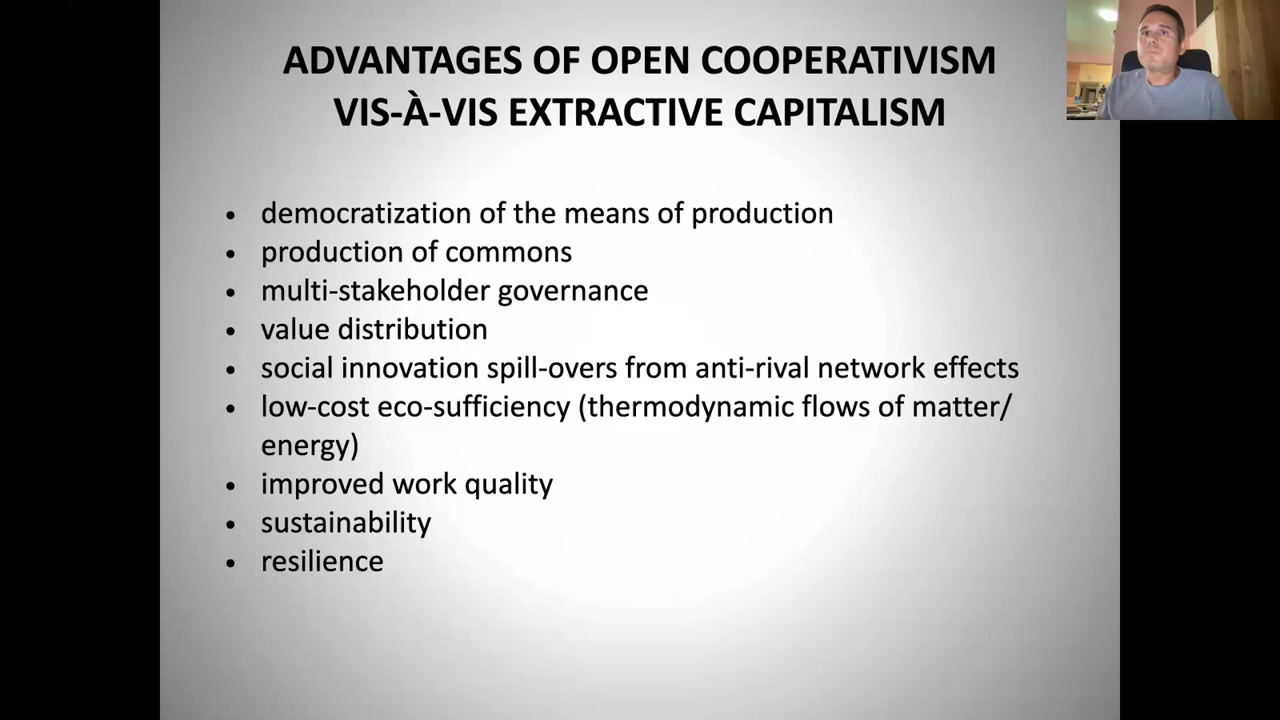 ADVANTAGES OF OPEN COOPERATIVISM
VIS-À-VIS EXTRACTIVE CAPITALISM
• democratization of the means of production
• production of commons
• multi-stakeholder governance
• value distribution
• social innovation spill-overs from anti-rival network effects
• low-cost eco-sufficiency (thermodynamic flows of matter/
energy)
• improved work quality
• sustainability
• resilience